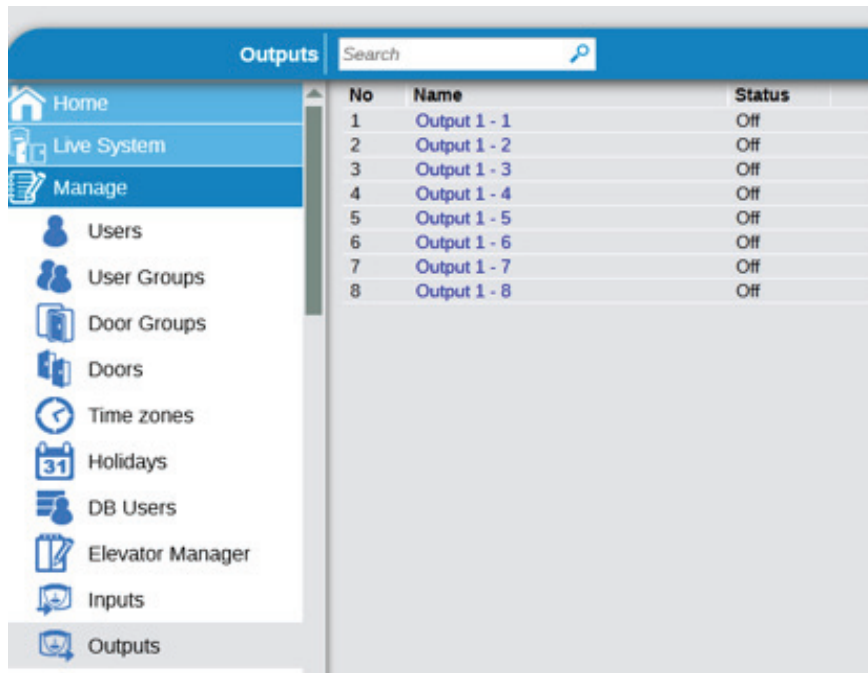 Outputs
Search
Home
Live System
Manage
Users
User Groups
Door Groups
Doors
Time zones
31
Holidays
DB Users
Elevator Manager
Inputs
Outputs
No Name Status
1 Output 1 - 1 Off
2 Output 1 - 2 Off
3 Output 1 - 3 Off
4 Output 1 - 4 Off
5 Output 1 - 5 Off
6 Output 1 - 6 Off
7 Output 1 - 7 Off
8 Output 1 - 8 Off